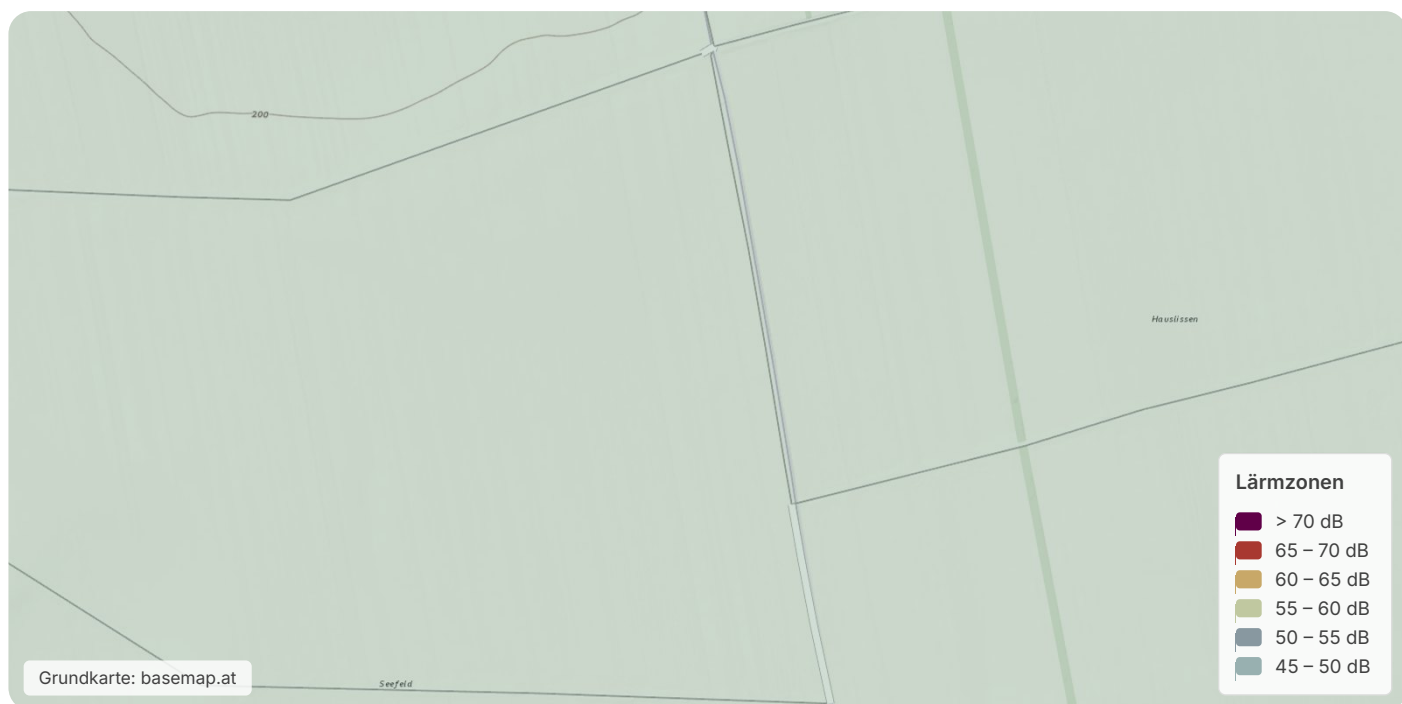 200
Hauslissen
Seefeld
Lärmzonen
> 70 dB
65 – 70 dB
60 – 65 dB
55 – 60 dB
50 – 55 dB
45 – 50 dB
Grundkarte: basemap.at